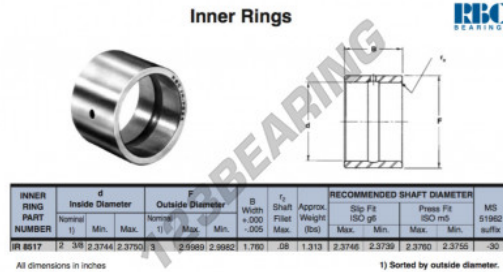 Inner Rings
RBC
BEARINGS
B
r₂
d
F
123BEARING
INNER RING PART NUMBER
d Inside Diameter
F Outside Diameter
B Width +.000 -.005
r₂ Shaft Fillet Max.
Approx. Weight (lbs)
RECOMMENDED SHAFT DIAMETER
Slip Fit ISO g6
Press Fit ISO m5
MS 51962 suffix
Nominal 1) Min. Max. Nominal 1) Max. Min. Max. Min. Max. Min.
IR 8517 2 3/8 2.3744 2.3750 3 2.9989 2.9982 1.760 .08 1.313 2.3746 2.3739 2.3760 2.3755 -30
All dimensions in inches
1) Sorted by outside diameter.